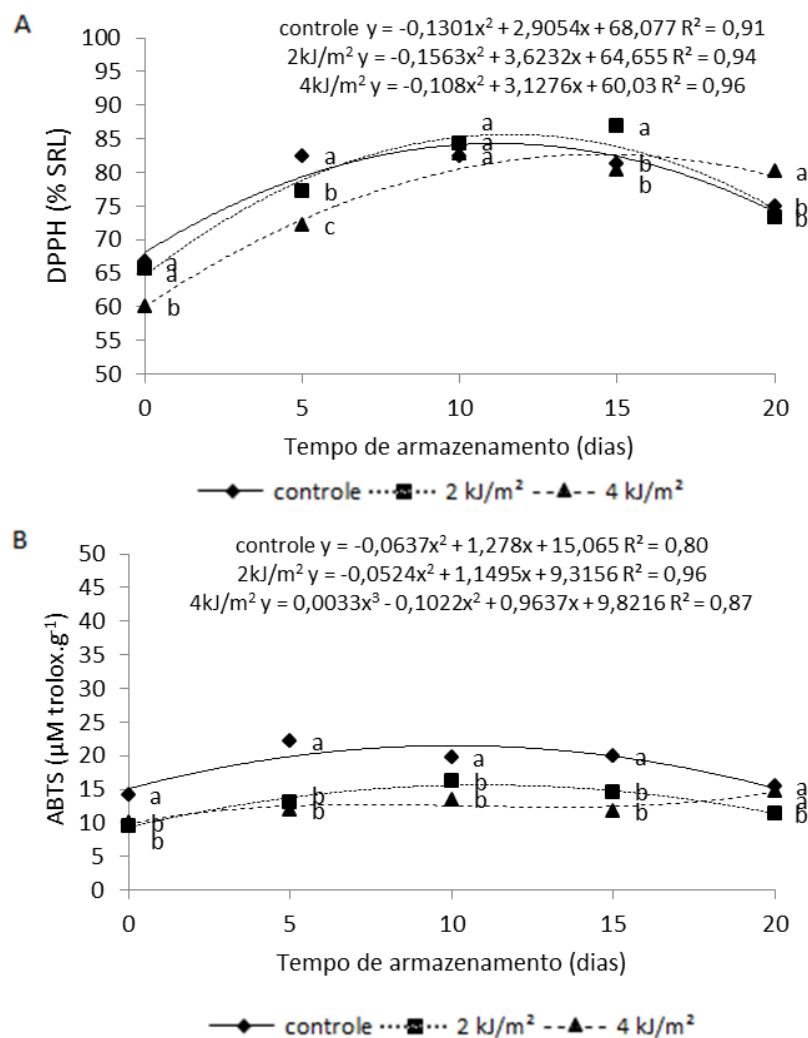 A
controle y = -0,1301x² + 2,9054x + 68,077 R² = 0,91
2kJ/m² y = -0,1563x² + 3,6232x + 64,655 R² = 0,94
4kJ/m² y = -0,108x² + 3,1276x + 60,03 R² = 0,96
DPPH (% SRL)
100
95
90
85
80
75
70
65
60
55
50
a
a
b
a
b
c
a
a
a
a
b
b
a
b
b
0 5 10 15 20
Tempo de armazenamento (dias)
controle 2 kJ/m² 4 kJ/m²
B
controle y = -0,0637x² + 1,278x + 15,065 R² = 0,80
2kJ/m² y = -0,0524x² + 1,1495x + 9,3156 R² = 0,96
4kJ/m² y = 0,0033x³ - 0,1022x² + 0,9637x + 9,8216 R² = 0,87
ABTS (µM trolox.g⁻¹)
50
45
40
35
30
25
20
15
10
5
0
a
b
b
a
b
b
a
b
b
a
b
b
a
a
b
0 5 10 15 20
Tempo de armazenamento (dias)
controle 2 kJ/m² 4 kJ/m²